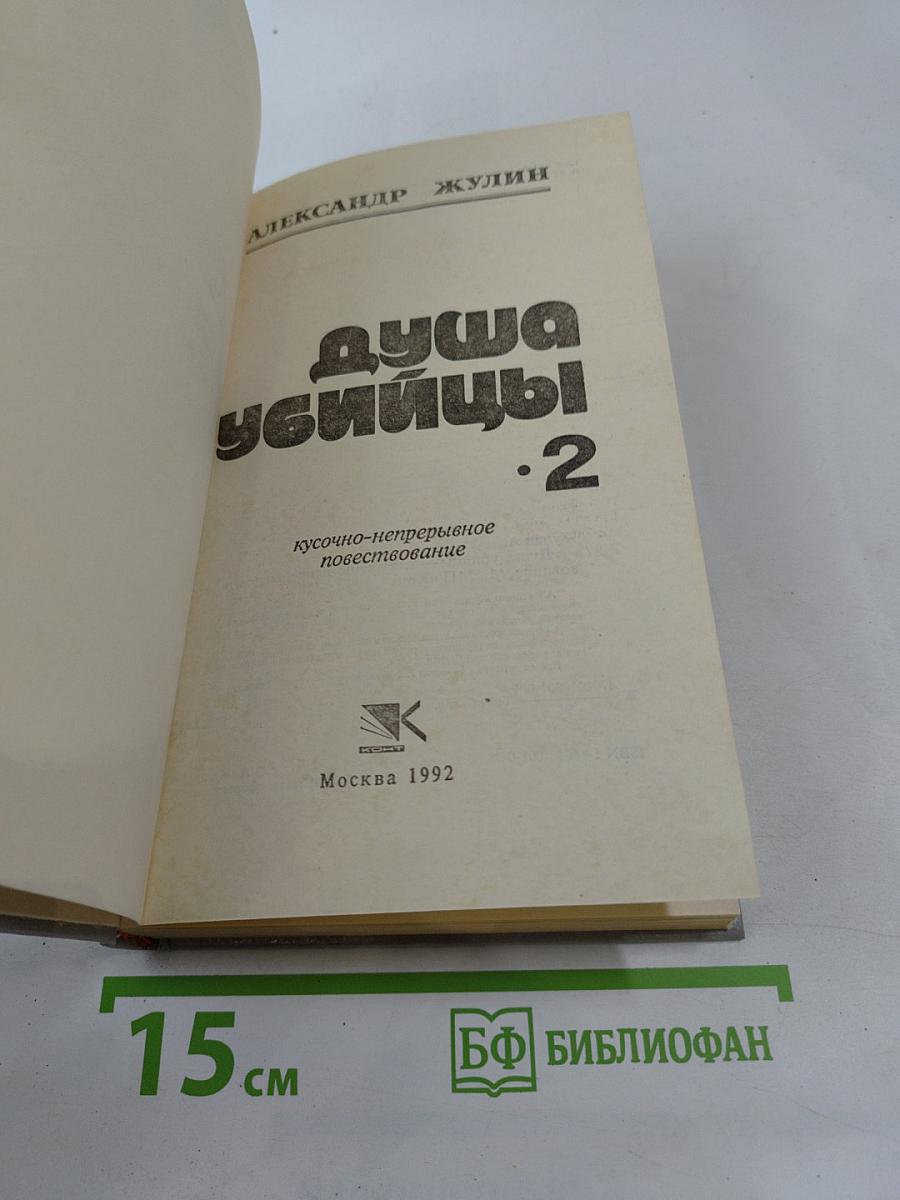 АЛЕКСАНДР ЖУЛИН
душа
убийцы
·2
кусочно-непрерывное
повествование
КОНТ
Москва 1992
15 см
БФ БИБЛИОФАН